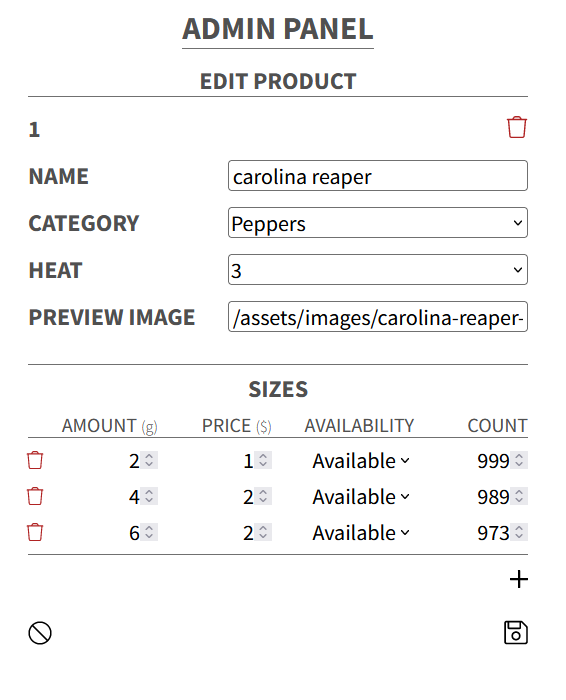 ADMIN PANEL
EDIT PRODUCT
1
NAME carolina reaper
CATEGORY Peppers
HEAT 3
PREVIEW IMAGE /assets/images/carolina-reaper-
SIZES
AMOUNT (g) PRICE ($) AVAILABILITY COUNT
2 1 Available 999
4 2 Available 989
6 2 Available 973